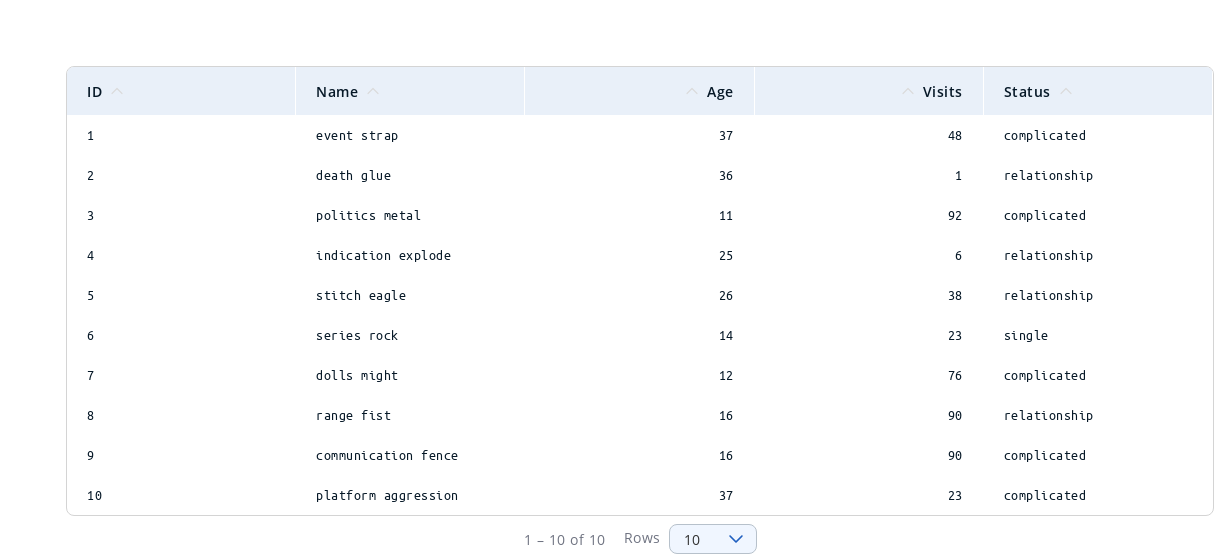 ID Name Age Visits Status
1 event strap 37 48 complicated
2 death glue 36 1 relationship
3 politics metal 11 92 complicated
4 indication explode 25 6 relationship
5 stitch eagle 26 38 relationship
6 series rock 14 23 single
7 dolls might 12 76 complicated
8 range fist 16 90 relationship
9 communication fence 16 90 complicated
10 platform aggression 37 23 complicated
1 – 10 of 10 Rows 10